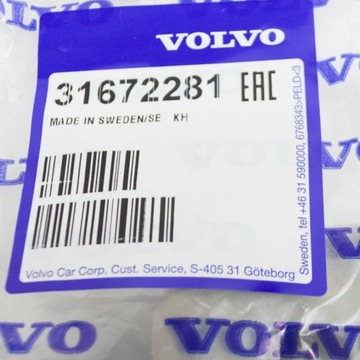 VOLVO
31672281 EAC
MADE IN SWEDEN/SE KH
Volvo Car Corp. Cust. Service, S-405 31 Göteborg
Sweden, tel +46 31 590000, 6768343>PELD<3
VOLVO
VOLVO
VOLVO